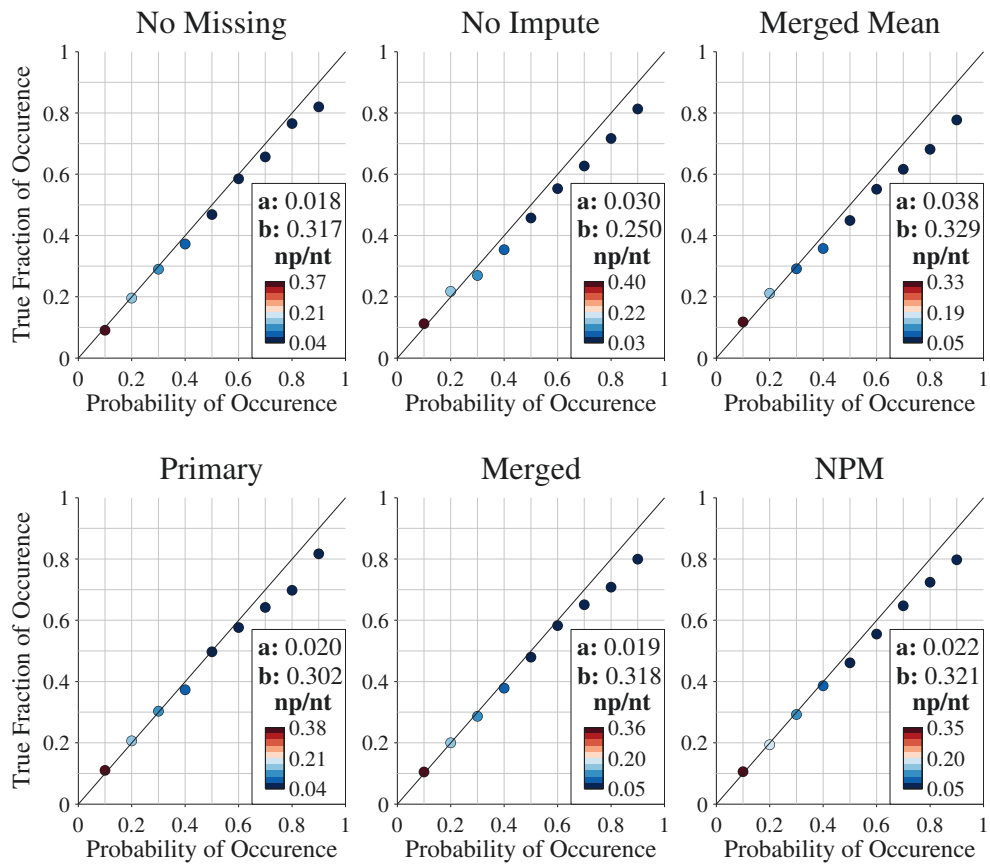 No Missing
No Impute
Merged Mean
True Fraction of Occurence
1
0.8
0.6
0.4
0.2
0
a: 0.018
b: 0.317
np/nt
0.37
0.21
0.04
0 0.2 0.4 0.6 0.8 1
Probability of Occurence
1
0.8
0.6
0.4
0.2
0
a: 0.030
b: 0.250
np/nt
0.40
0.22
0.03
0 0.2 0.4 0.6 0.8 1
Probability of Occurence
1
0.8
0.6
0.4
0.2
0
a: 0.038
b: 0.329
np/nt
0.33
0.19
0.05
0 0.2 0.4 0.6 0.8 1
Probability of Occurence
Primary
Merged
NPM
True Fraction of Occurence
1
0.8
0.6
0.4
0.2
0
a: 0.020
b: 0.302
np/nt
0.38
0.21
0.04
0 0.2 0.4 0.6 0.8 1
Probability of Occurence
1
0.8
0.6
0.4
0.2
0
a: 0.019
b: 0.318
np/nt
0.36
0.20
0.05
0 0.2 0.4 0.6 0.8 1
Probability of Occurence
1
0.8
0.6
0.4
0.2
0
a: 0.022
b: 0.321
np/nt
0.35
0.20
0.05
0 0.2 0.4 0.6 0.8 1
Probability of Occurence